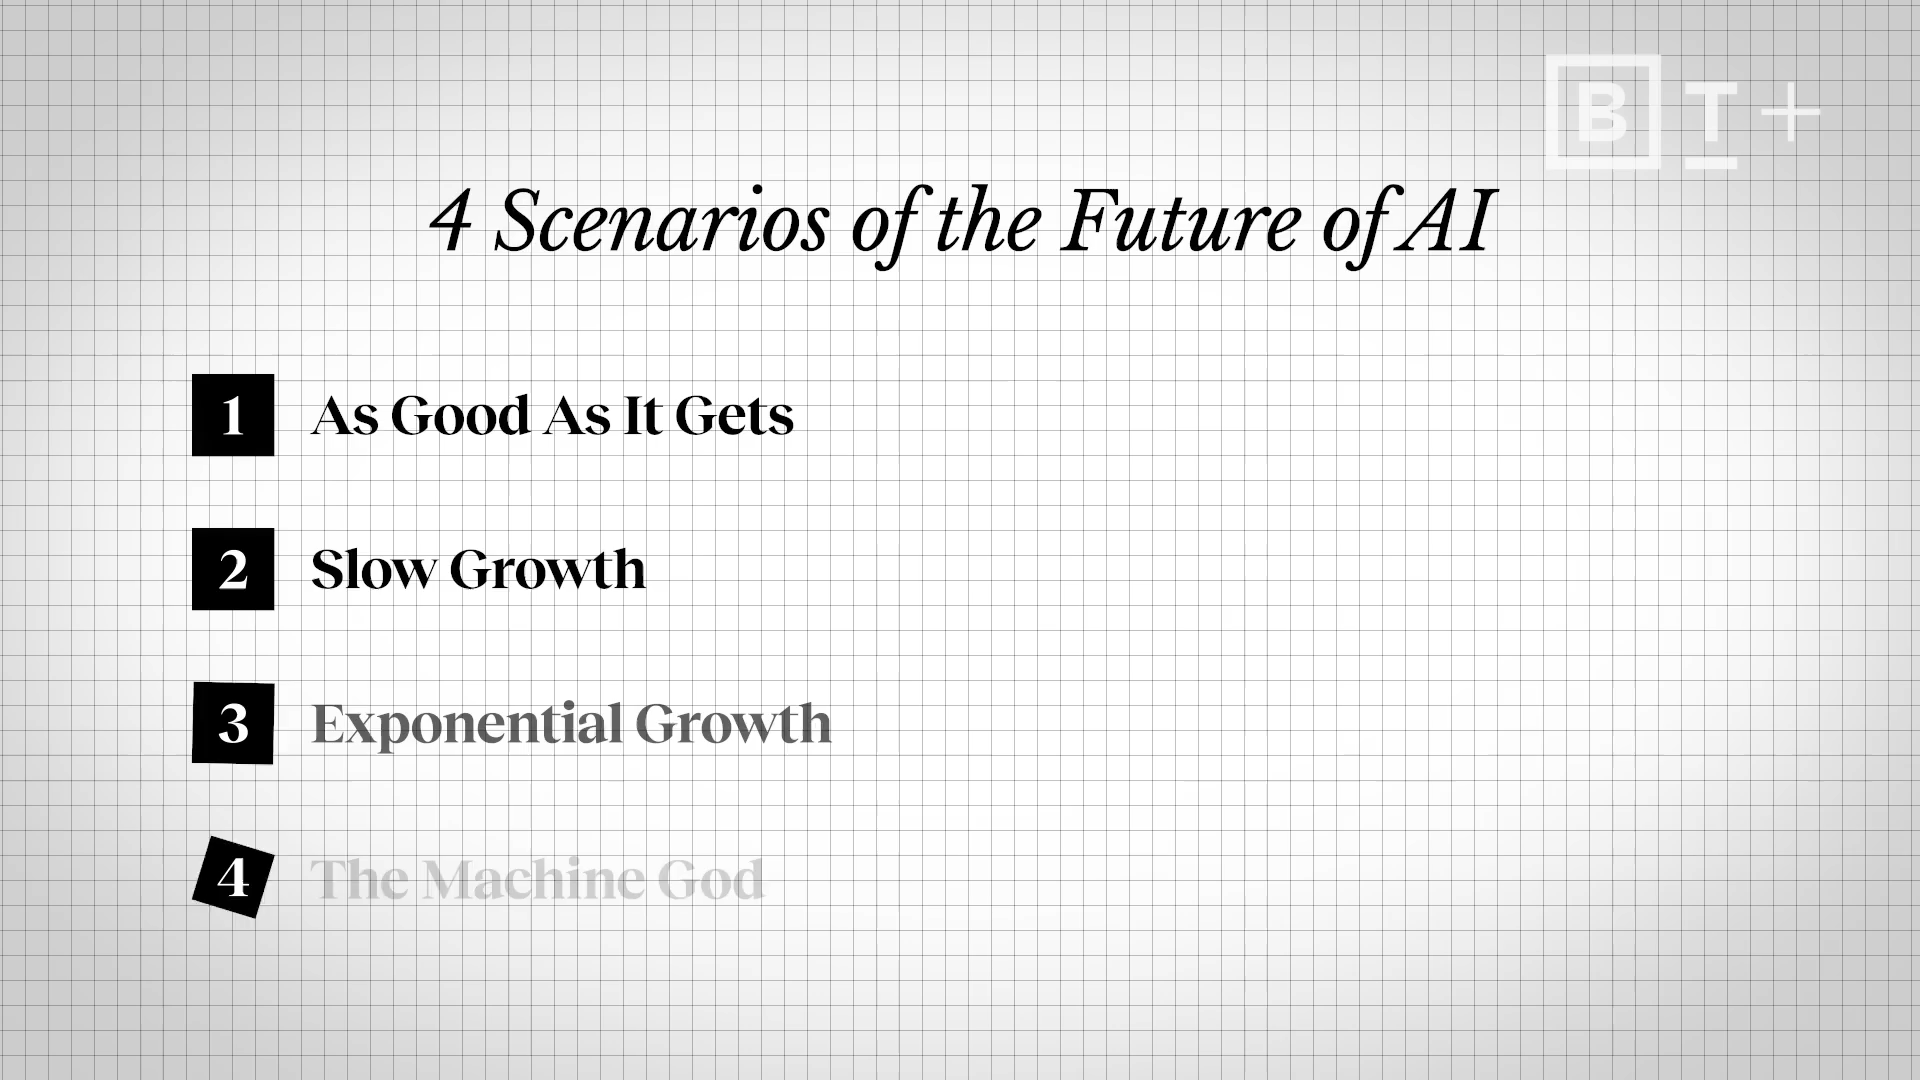 B T +
4 Scenarios of the Future of AI
1 As Good As It Gets
2 Slow Growth
3 Exponential Growth
4 The Machine God